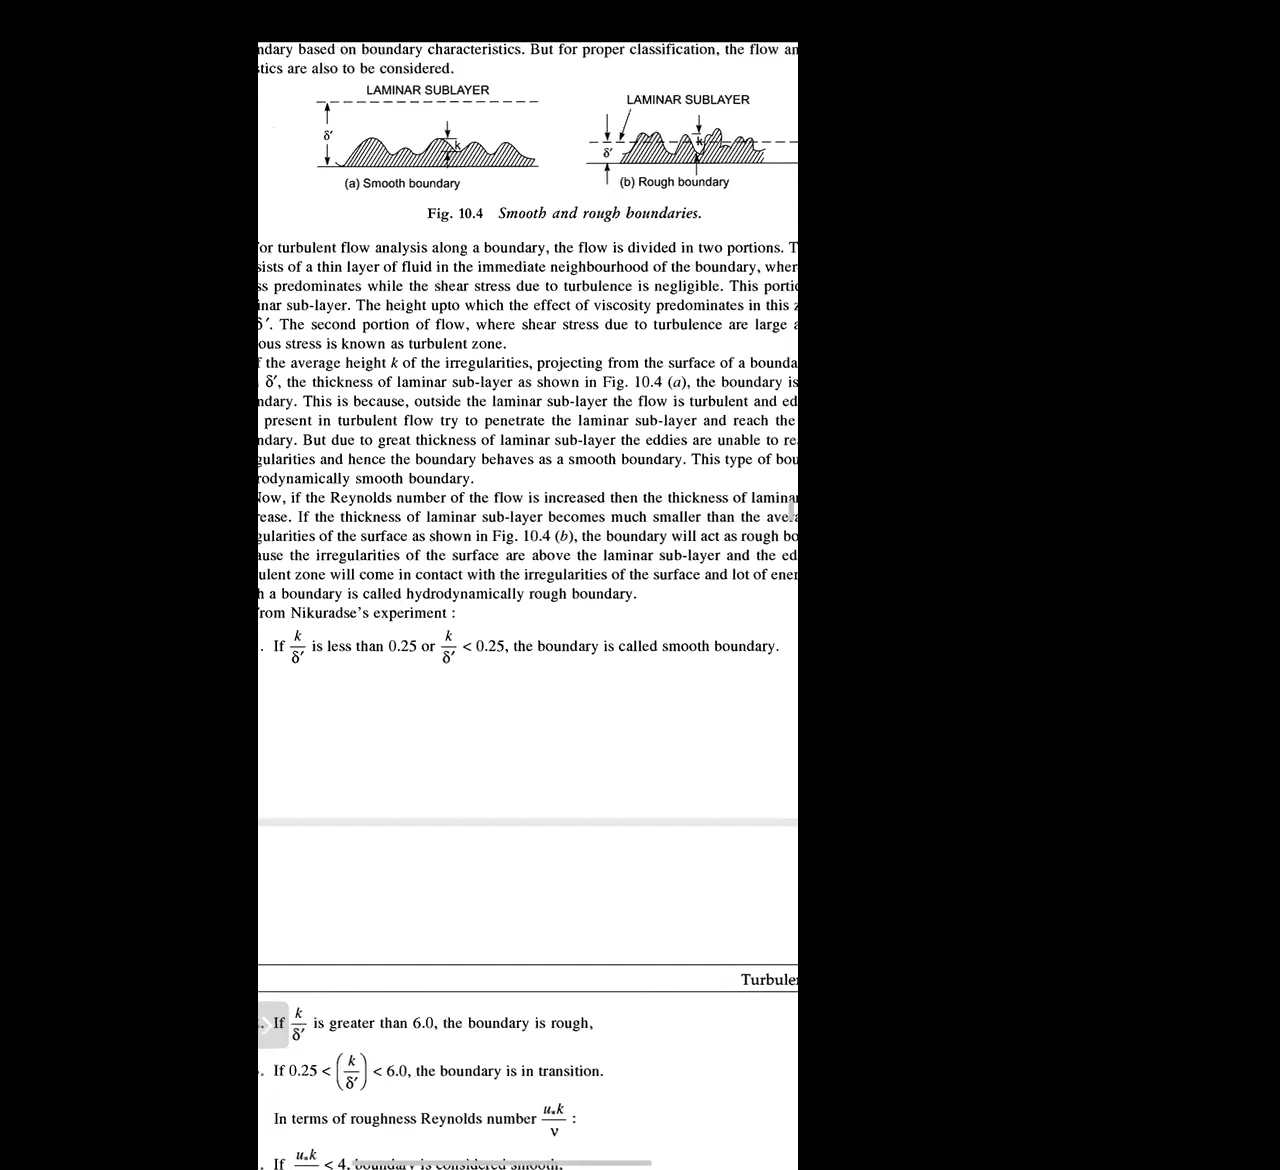 ndary based on boundary characteristics. But for proper classification, the flow an
tics are also to be considered.
LAMINAR SUBLAYER
δ′
k
(a) Smooth boundary
LAMINAR SUBLAYER
δ′
k
(b) Rough boundary
Fig. 10.4 Smooth and rough boundaries.
or turbulent flow analysis along a boundary, the flow is divided in two portions. T
sists of a thin layer of fluid in the immediate neighbourhood of the boundary, wher
ss predominates while the shear stress due to turbulence is negligible. This portio
inar sub-layer. The height upto which the effect of viscosity predominates in this z
δ′. The second portion of flow, where shear stress due to turbulence are large a
ous stress is known as turbulent zone.
f the average height k of the irregularities, projecting from the surface of a bounda
δ′, the thickness of laminar sub-layer as shown in Fig. 10.4 (a), the boundary is
ndary. This is because, outside the laminar sub-layer the flow is turbulent and ed
present in turbulent flow try to penetrate the laminar sub-layer and reach the
ndary. But due to great thickness of laminar sub-layer the eddies are unable to re
gularities and hence the boundary behaves as a smooth boundary. This type of bou
rodynamically smooth boundary.
Now, if the Reynolds number of the flow is increased then the thickness of laminar
rease. If the thickness of laminar sub-layer becomes much smaller than the avera
gularities of the surface as shown in Fig. 10.4 (b), the boundary will act as rough bo
ause the irregularities of the surface are above the laminar sub-layer and the ed
ulent zone will come in contact with the irregularities of the surface and lot of ener
h a boundary is called hydrodynamically rough boundary.
From Nikuradse's experiment :
. If k/δ′ is less than 0.25 or k/δ′ < 0.25, the boundary is called smooth boundary.
Turbule
. If k/δ′ is greater than 6.0, the boundary is rough,
. If 0.25 < (k/δ′) < 6.0, the boundary is in transition.
In terms of roughness Reynolds number u*k/ν :
. If u*k < 4, boundary is considered smooth.